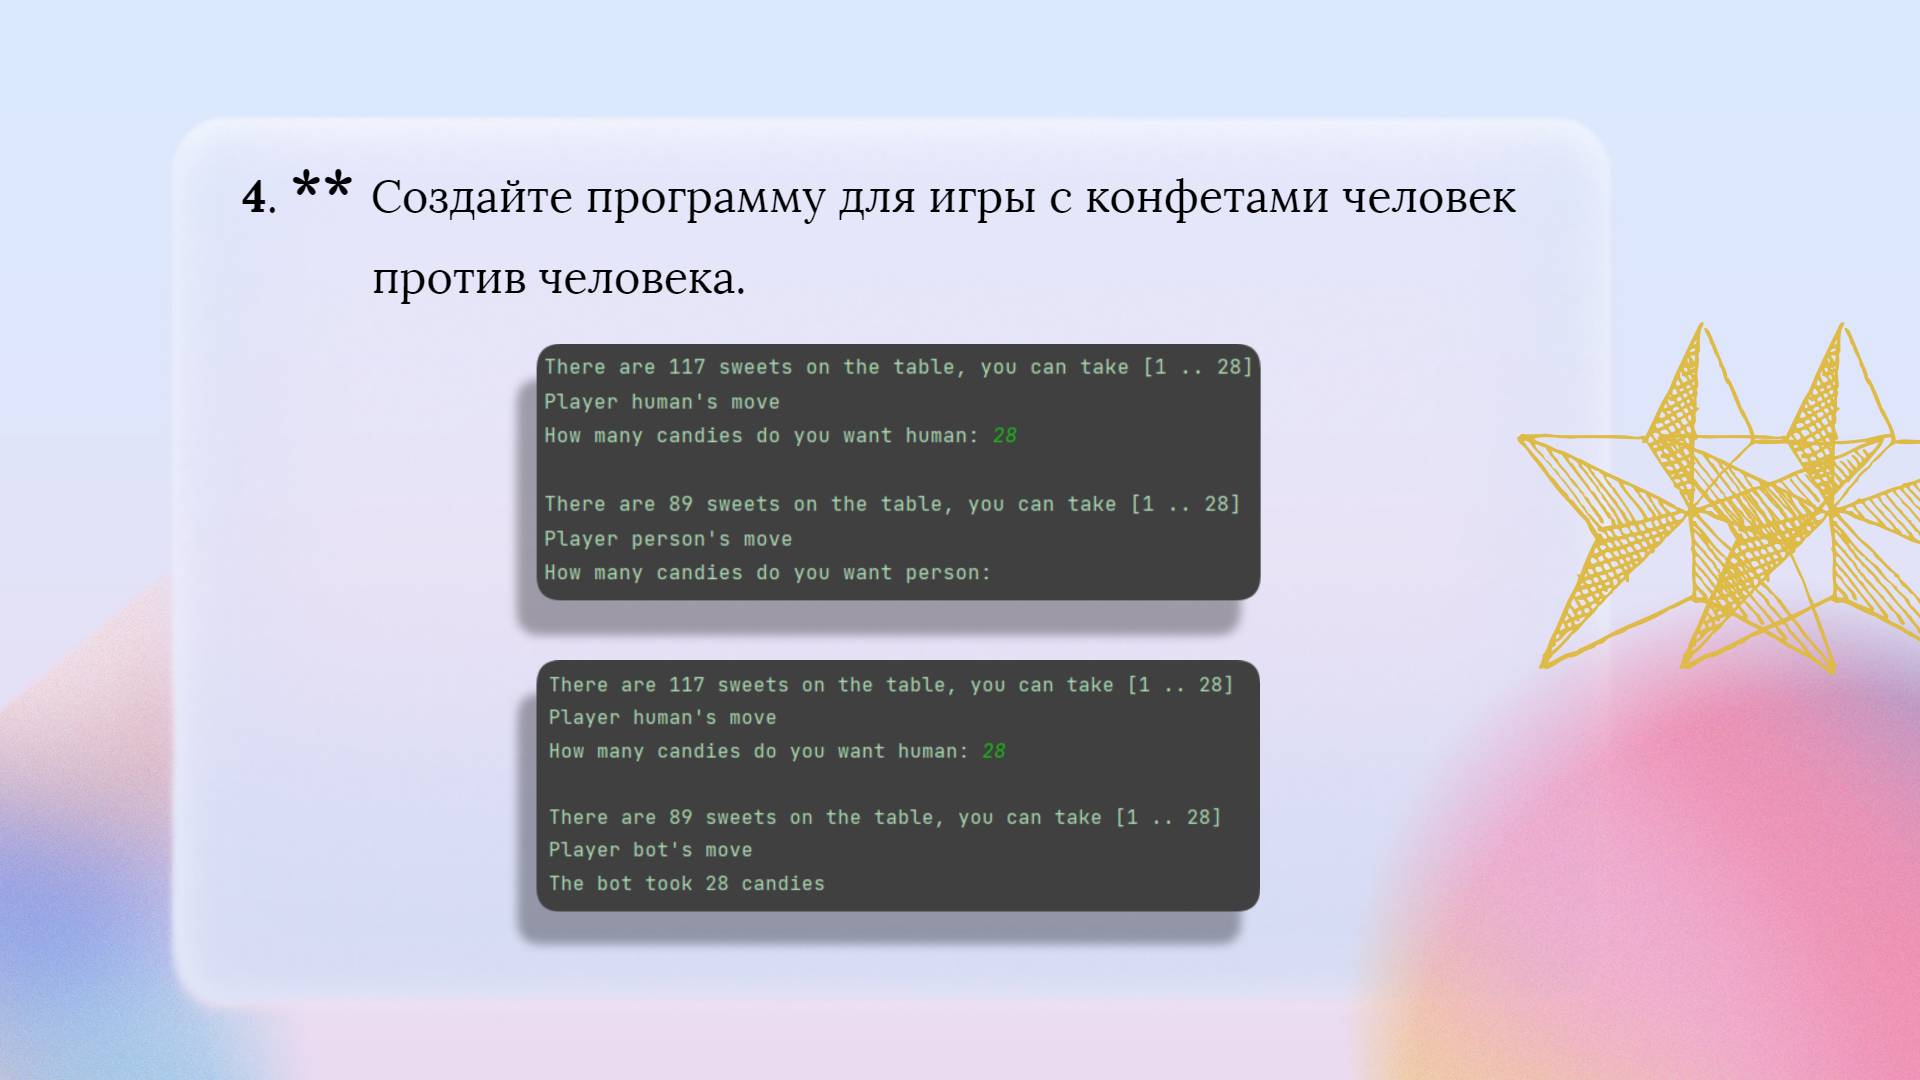 4. ** Создайте программу для игры с конфетами человек
против человека.
There are 117 sweets on the table, you can take [1 .. 28]
Player human's move
How many candies do you want human: 28
There are 89 sweets on the table, you can take [1 .. 28]
Player person's move
How many candies do you want person:
There are 117 sweets on the table, you can take [1 .. 28]
Player human's move
How many candies do you want human: 28
There are 89 sweets on the table, you can take [1 .. 28]
Player bot's move
The bot took 28 candies